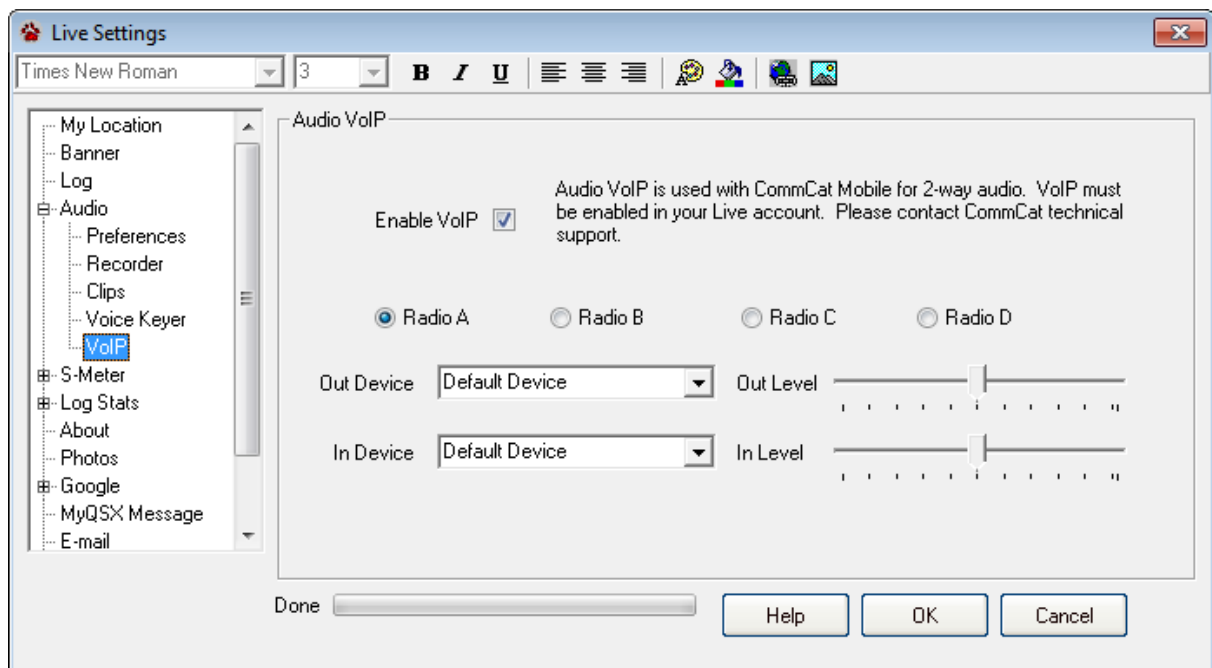 Live Settings
Times New Roman 3 B I U
My Location
Banner
Log
Audio
Preferences
Recorder
Clips
Voice Keyer
VoIP
S-Meter
Log Stats
About
Photos
Google
MyQSX Message
E-mail
Audio VoIP
Enable VoIP
Audio VoIP is used with CommCat Mobile for 2-way audio. VoIP must
be enabled in your Live account. Please contact CommCat technical
support.
Radio A Radio B Radio C Radio D
Out Device Default Device Out Level
In Device Default Device In Level
Done
Help OK Cancel